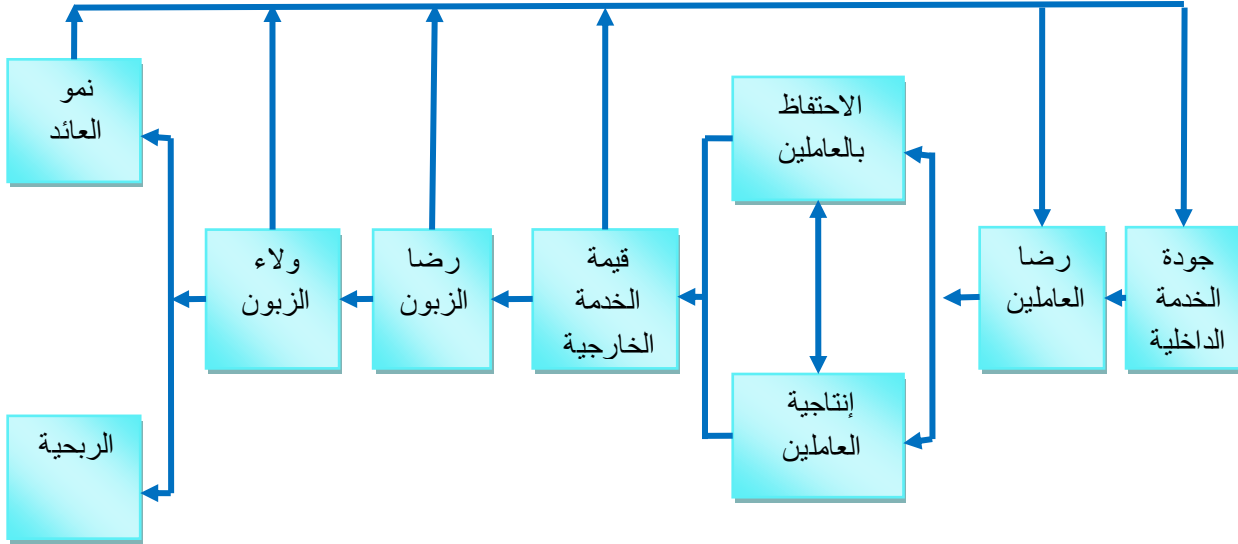 جودة
الخدمة
الداخلية
رضا
العاملين
الاحتفاظ
بالعاملين
إنتاجية
العاملين
قيمة
الخدمة
الخارجية
رضا
الزبون
ولاء
الزبون
نمو
العائد
الربحية